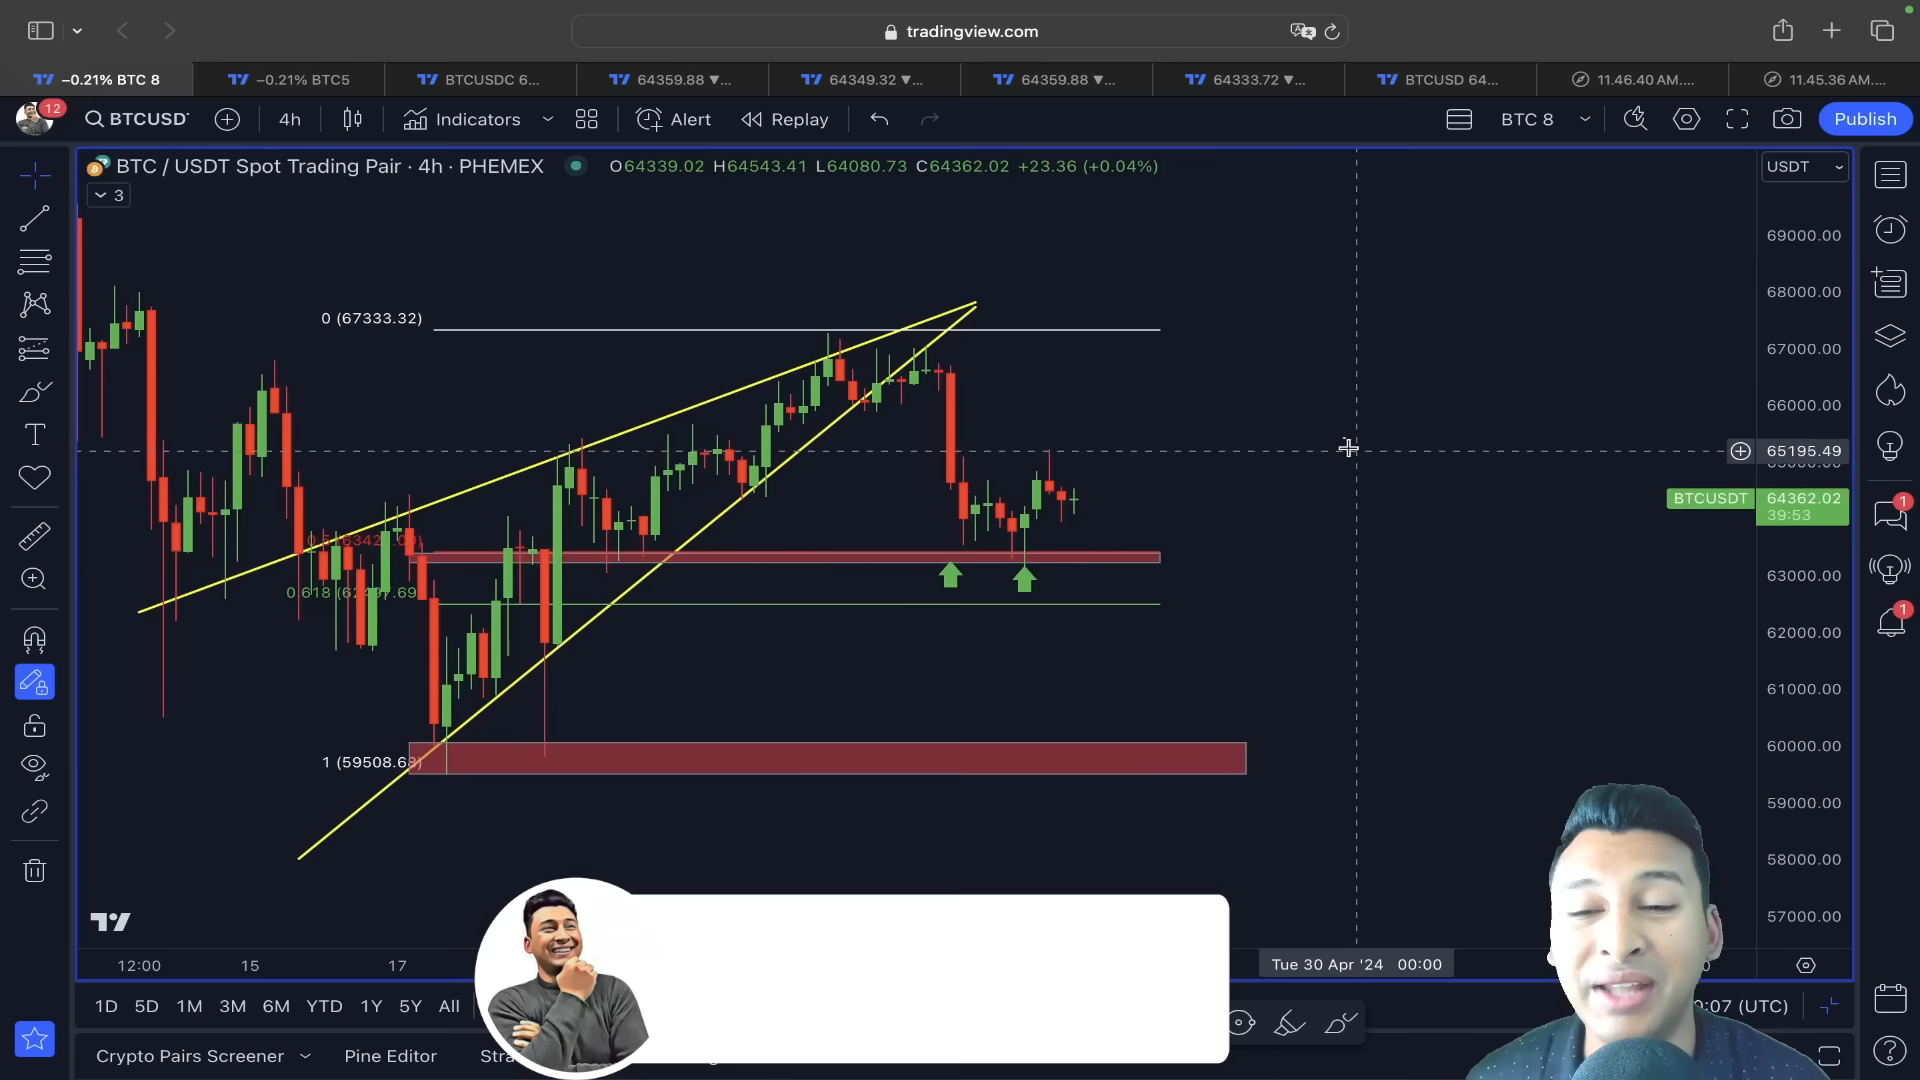 tradingview.com
−0.21% BTC 8
−0.21% BTC5
BTCUSDC 6...
64359.88 ▼...
64349.32 ▼...
64359.88 ▼...
64333.72 ▼...
BTCUSD 64...
11.46.40 AM....
11.45.36 AM....
12
BTCUSD
4h
Indicators
Alert
Replay
BTC 8
Publish
BTC / USDT Spot Trading Pair · 4h · PHEMEX
O64339.02 H64543.41 L64080.73 C64362.02 +23.36 (+0.04%)
USDT
3
69000.00
0 (67333.32)
68000.00
67000.00
66000.00
65195.49
BTCUSDT
64362.02
39:53
1
63000.00
1
62000.00
61000.00
60000.00
1 (59508.68)
59000.00
58000.00
57000.00
12:00
15
17
Tue 30 Apr '24 00:00
1D
5D
1M
3M
6M
YTD
1Y
5Y
All
:07 (UTC)
Crypto Pairs Screener
Pine Editor